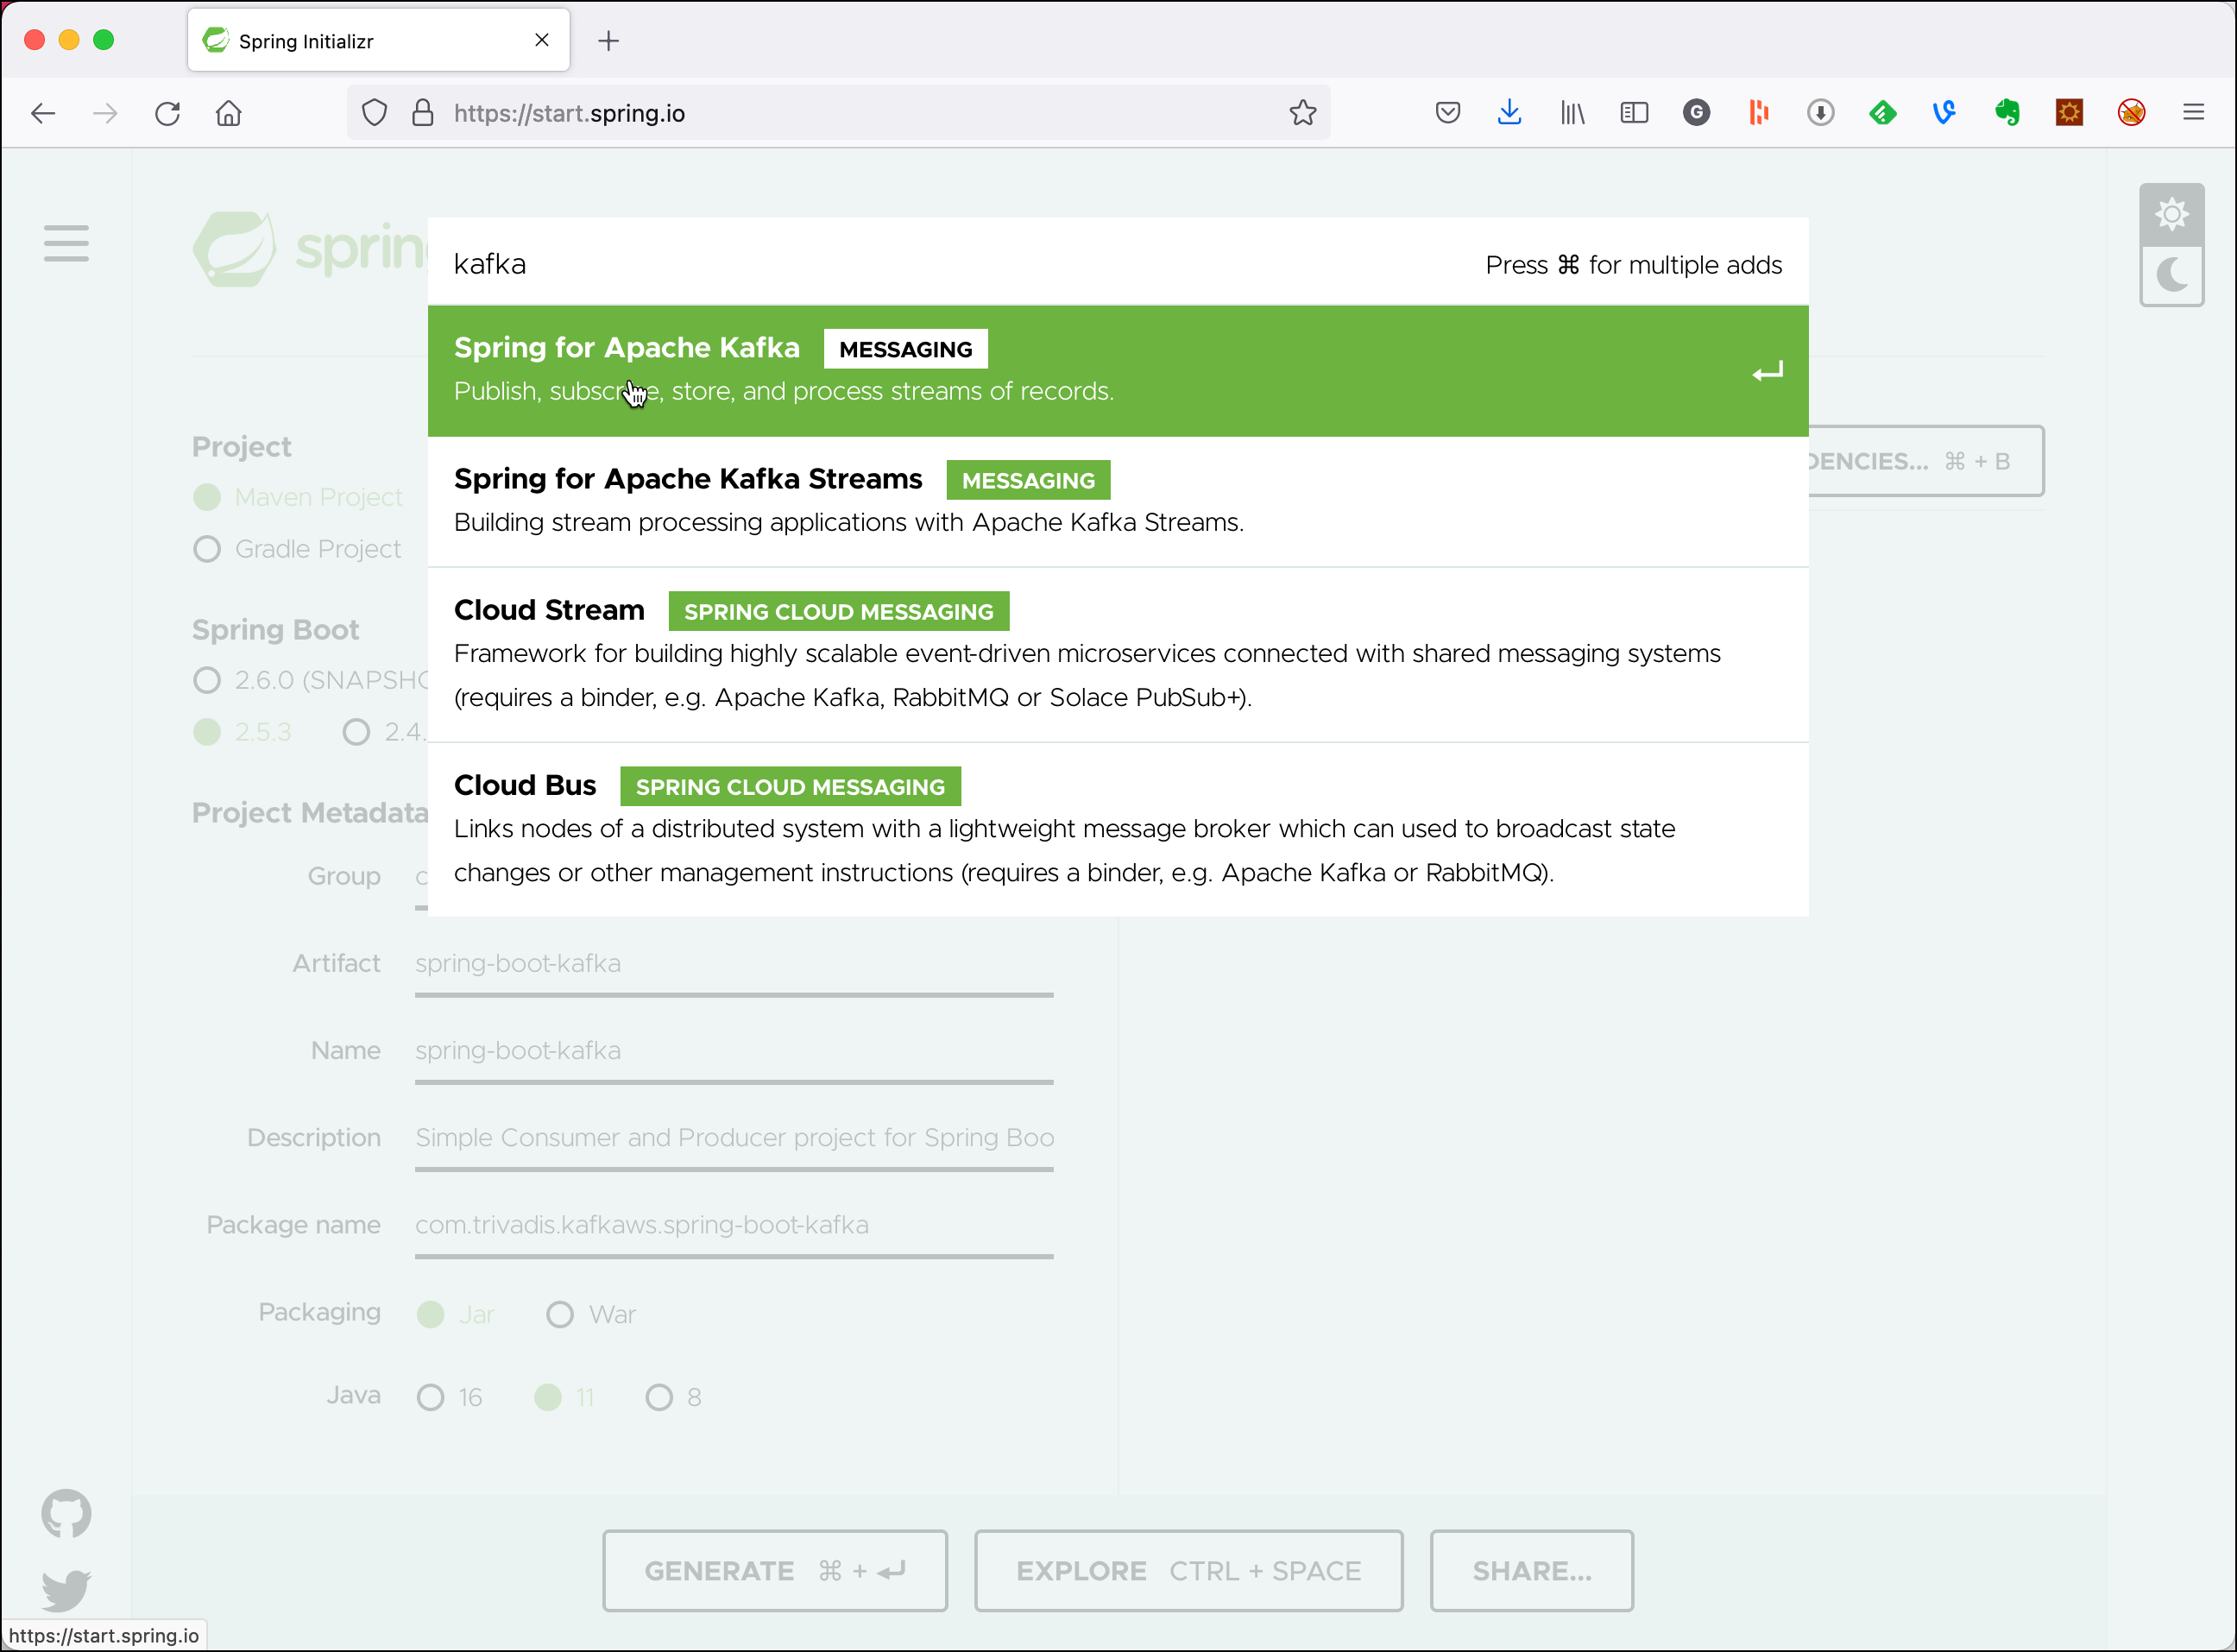 Spring Initializr
https://start.spring.io
spring
kafka
Press ⌘ for multiple adds
Spring for Apache Kafka MESSAGING
Publish, subscribe, store, and process streams of records.
Spring for Apache Kafka Streams MESSAGING
Building stream processing applications with Apache Kafka Streams.
Cloud Stream SPRING CLOUD MESSAGING
Framework for building highly scalable event-driven microservices connected with shared messaging systems
(requires a binder, e.g. Apache Kafka, RabbitMQ or Solace PubSub+).
Cloud Bus SPRING CLOUD MESSAGING
Links nodes of a distributed system with a lightweight message broker which can used to broadcast state
changes or other management instructions (requires a binder, e.g. Apache Kafka or RabbitMQ).
DENCIES... ⌘ + B
Project
Maven Project
Gradle Project
Spring Boot
2.6.0 (SNAPSHO
2.5.3 2.4.
Project Metadata
Group c
Artifact spring-boot-kafka
Name spring-boot-kafka
Description Simple Consumer and Producer project for Spring Boo
Package name com.trivadis.kafkaws.spring-boot-kafka
Packaging Jar War
Java 16 11 8
GENERATE ⌘ + ↵
EXPLORE CTRL + SPACE
SHARE...
https://start.spring.io